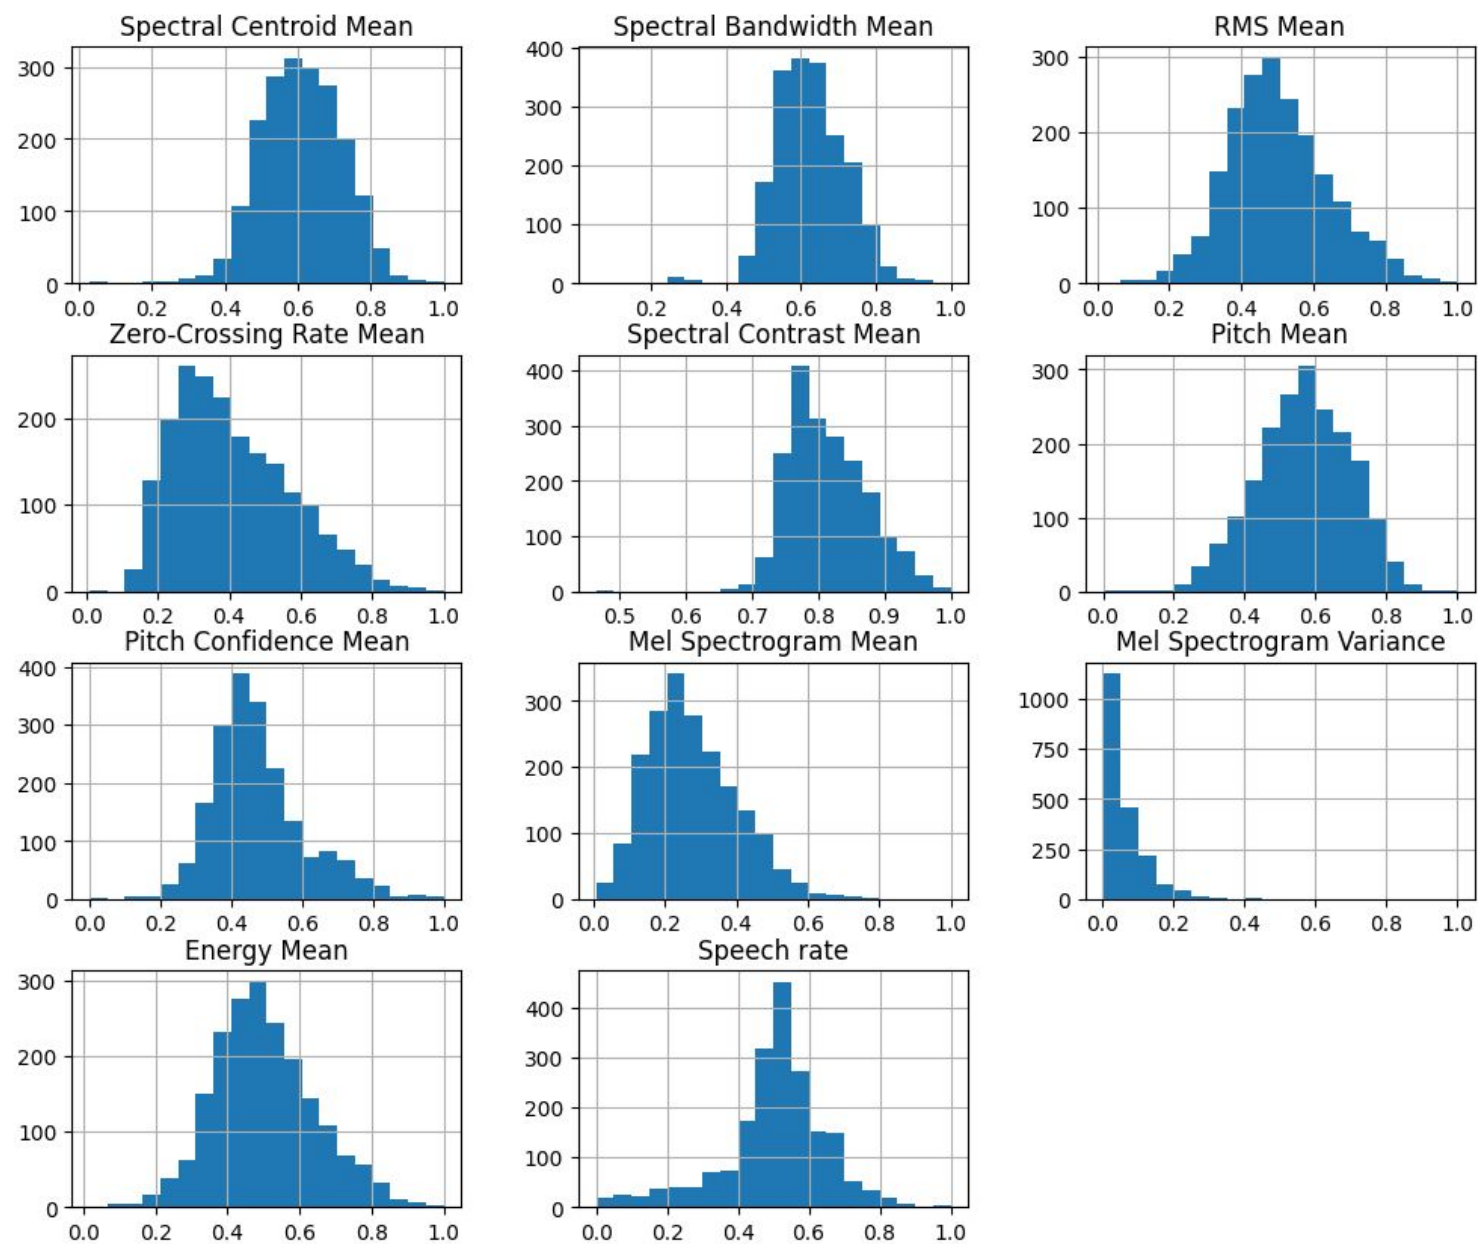 Spectral Centroid Mean
300
200
100
0
0.0 0.2 0.4 0.6 0.8 1.0
Spectral Bandwidth Mean
400
300
200
100
0
0.2 0.4 0.6 0.8 1.0
RMS Mean
300
200
100
0
0.0 0.2 0.4 0.6 0.8 1.0
Zero-Crossing Rate Mean
200
100
0
0.0 0.2 0.4 0.6 0.8 1.0
Spectral Contrast Mean
400
300
200
100
0
0.5 0.6 0.7 0.8 0.9 1.0
Pitch Mean
300
200
100
0
0.0 0.2 0.4 0.6 0.8 1.0
Pitch Confidence Mean
400
300
200
100
0
0.0 0.2 0.4 0.6 0.8 1.0
Mel Spectrogram Mean
300
200
100
0
0.0 0.2 0.4 0.6 0.8 1.0
Mel Spectrogram Variance
1000
750
500
250
0
0.0 0.2 0.4 0.6 0.8 1.0
Energy Mean
300
200
100
0
0.0 0.2 0.4 0.6 0.8 1.0
Speech rate
400
300
200
100
0
0.0 0.2 0.4 0.6 0.8 1.0